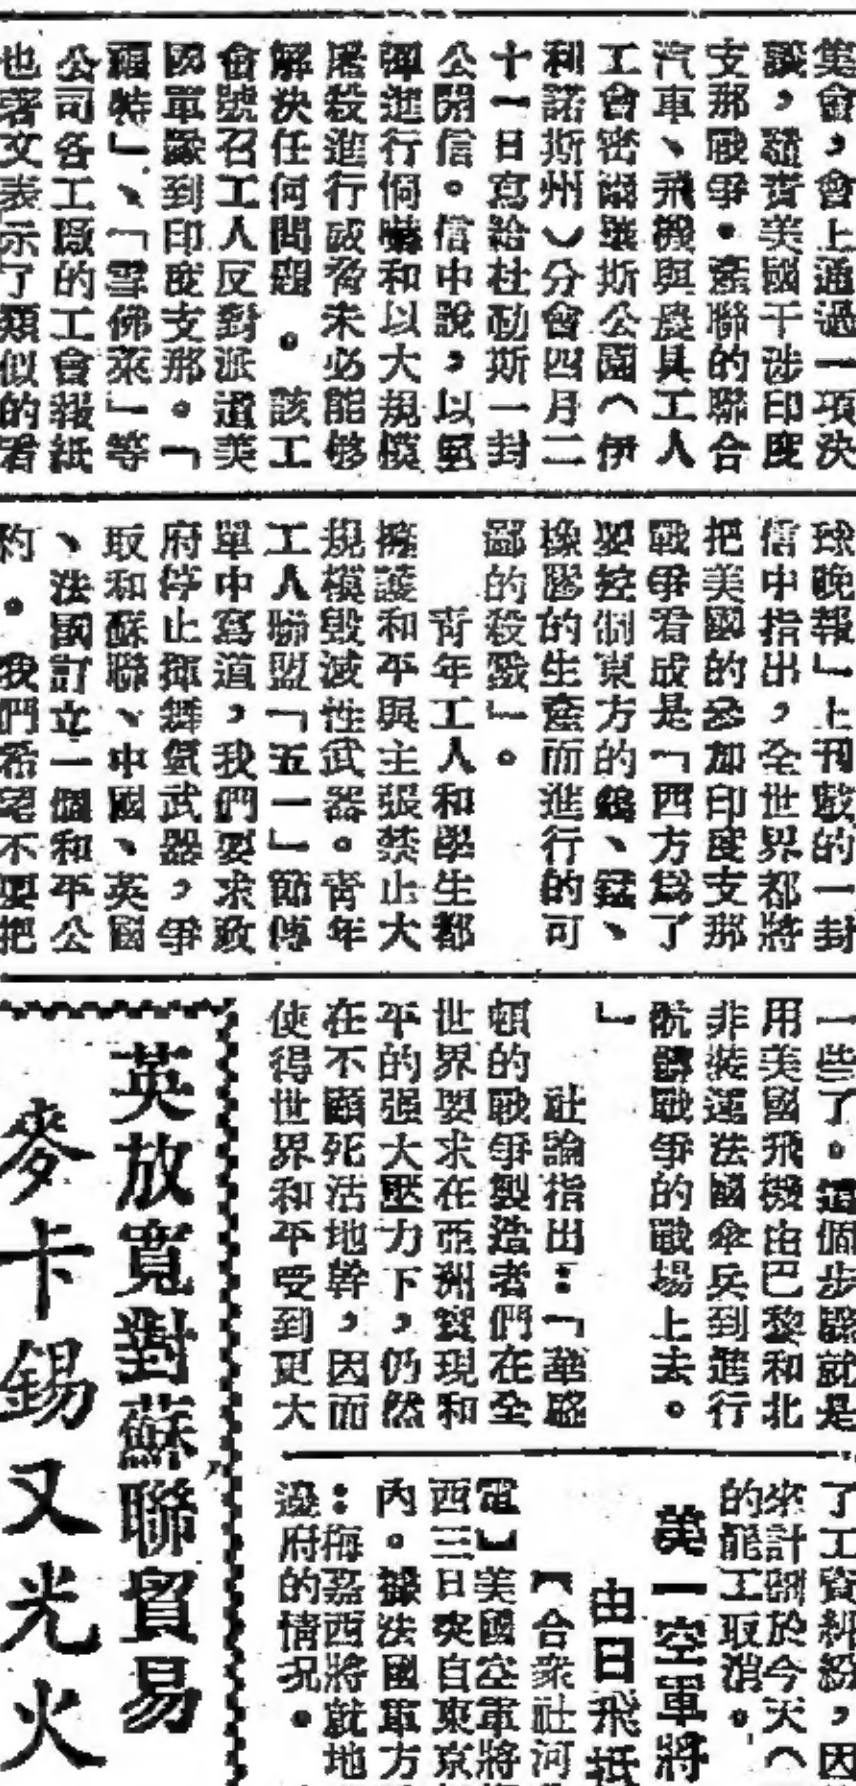 集會，會上通過一項決
議，譴責美國干涉印度
支那戰爭。產聯的聯合
汽車、飛機與農具工人
工會密爾瓌斯公園（伊
利諾斯州）分會四月二
十一日寫給杜勒斯一封
公開信。信中說，以氫
彈進行恫嚇和以大規模
屠殺進行威脅未必能够
解決任何問題。該工
會號召工人反對派遣美
國軍隊到印度支那。「
福特」、「雪佛萊」等
公司各工廠的工會報紙
也著文表示了類似的看
球晚報」上刊載的一封
信中指出，全世界都將
把美國的參加印度支那
戰爭看成是「西方爲了
要控制東方的鎢、錳、
橡膠的生意而進行的可
鄙的殺戮」。
青年工人和學生都
擁護和平與主張禁止大
規模毀滅性武器。青年
工人聯盟「五一」節傳
單中寫道，我們要求政
府停止揮舞氫武器，爭
取和蘇聯、中國、英國
、法國訂立一個和平公
約。我們希望不要把
一些了。這個步驟就是
用美國飛機由巴黎和北
非裝運法國傘兵到進行
骯髒戰爭的戰場上去。
」
社論指出：「華盛
頓的戰爭製造者們在全
世界要求在亞洲實現和
平的强大壓力下，仍然
在不顧死活地幹，因而
使得世界和平受到更大
英放寬對蘇聯貿易
麥卡錫又光火
了工資糾紛，因
來計劃於今天（
的罷工取消。
美一空軍將
由日飛抵
【合衆社河
電】美國空軍將
西三日突自東京
內。據法國軍方
：梅嘉西將就地
邊府的情况。